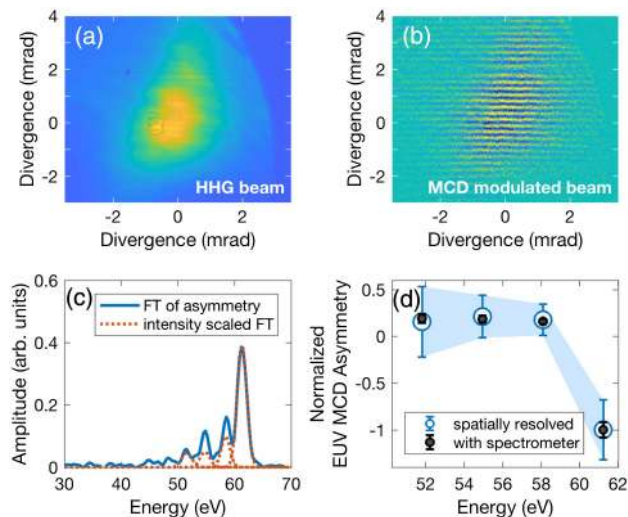 (a)
4
3
2
1
0
-2
Divergence (mrad)
HHG beam
-2
0
2
Divergence (mrad)
(b)
4
2
0
-2
Divergence (mrad)
MCD modulated beam
-2
0
2
Divergence (mrad)
(c)
0.6
0.4
0.2
0
Amplitude (arb. units)
FT of asymmetry
intensity scaled FT
30
40
50
60
70
Energy (eV)
(d)
0.5
0
-0.5
-1
Normalized
EUV MCD Asymmetry
spatially resolved
with spectrometer
52
54
56
58
60
62
Energy (eV)